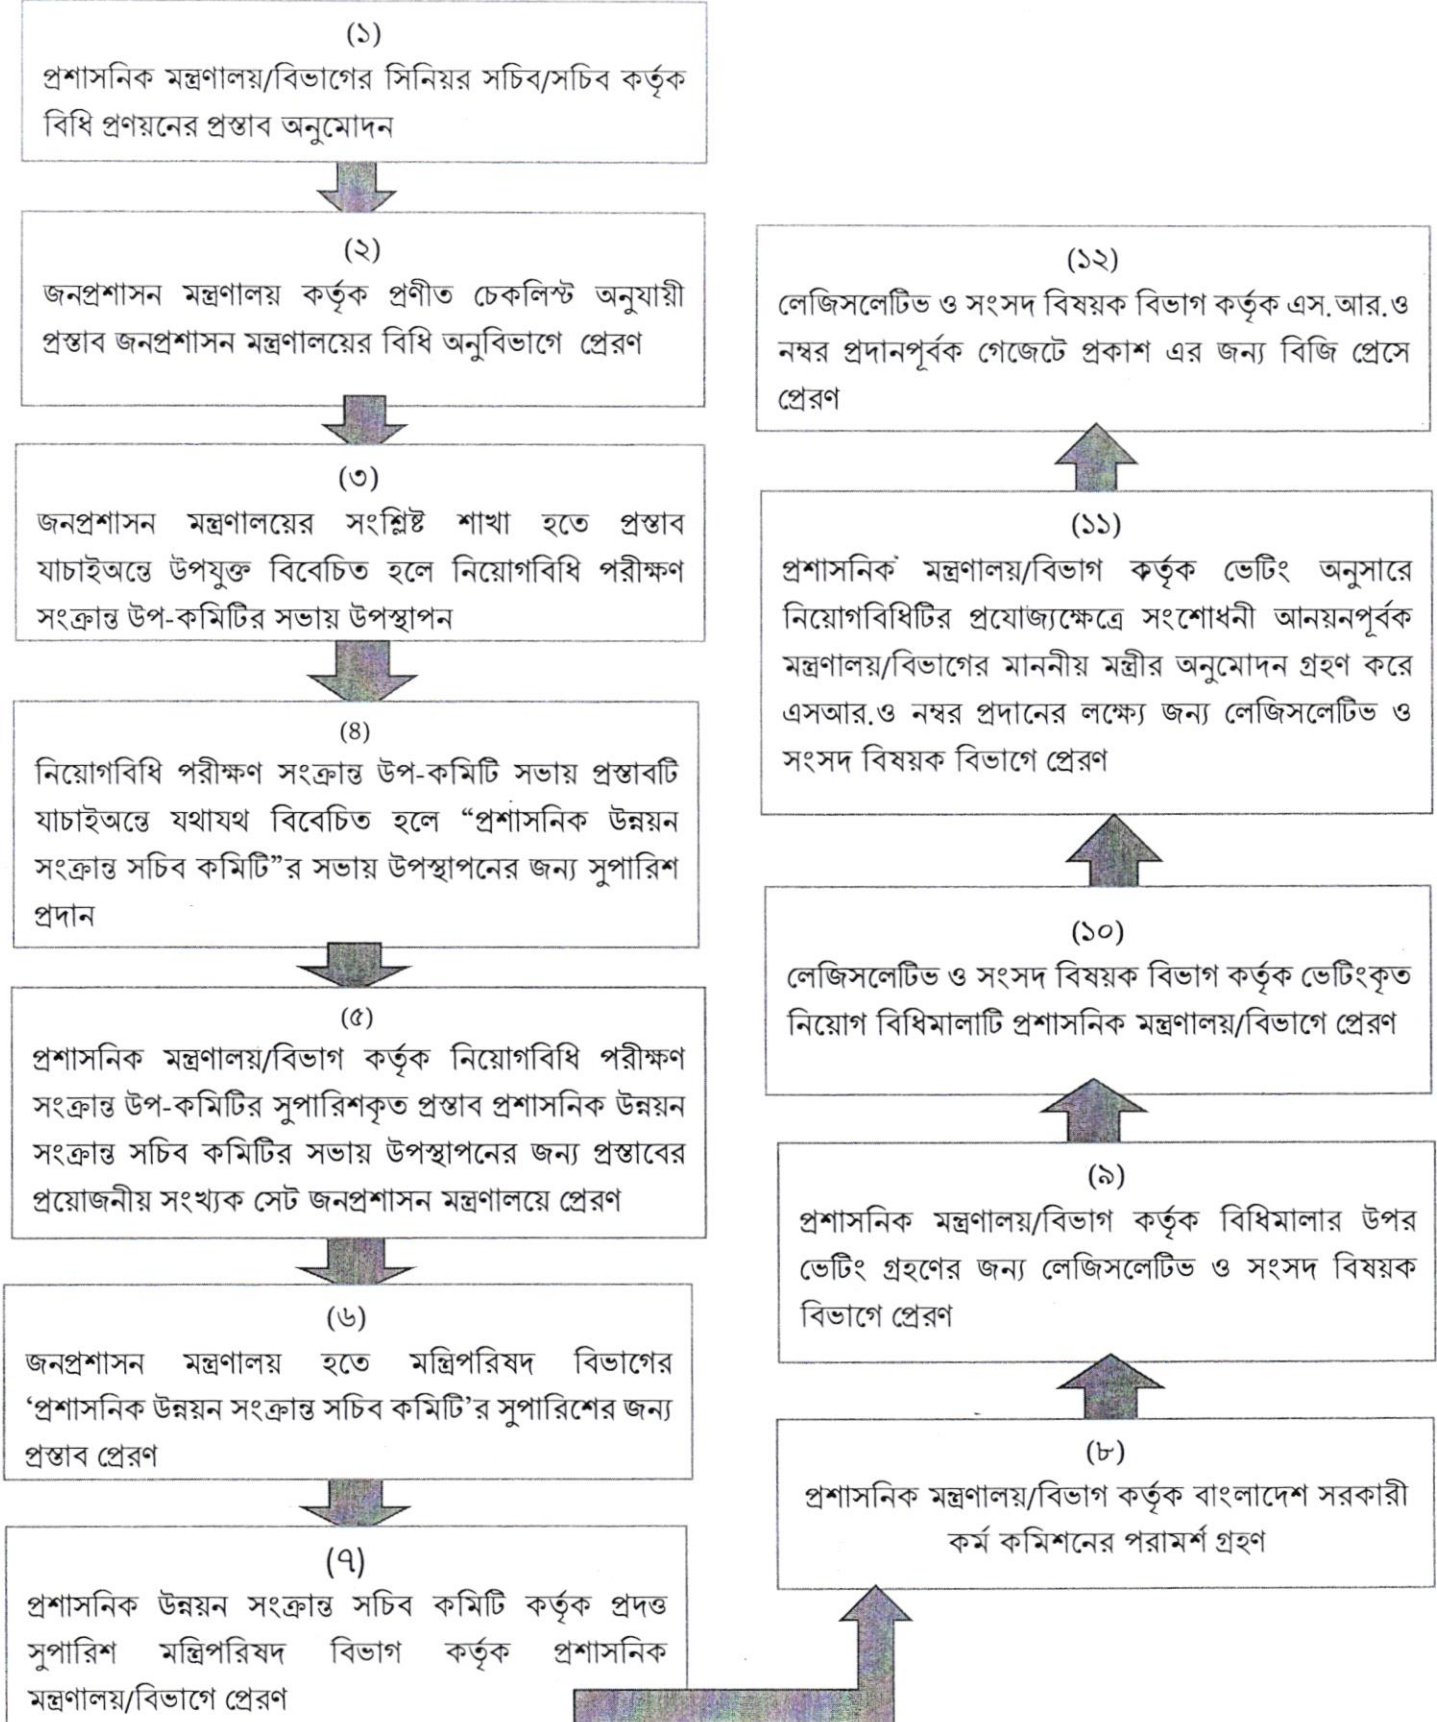 (১)
প্রশাসনিক মন্ত্রণালয়/বিভাগের সিনিয়র সচিব/সচিব কর্তৃক
বিধি প্রণয়নের প্রস্তাব অনুমোদন
(২)
জনপ্রশাসন মন্ত্রণালয় কর্তৃক প্রণীত চেকলিস্ট অনুযায়ী
প্রস্তাব জনপ্রশাসন মন্ত্রণালয়ের বিধি অনুবিভাগে প্রেরণ
(৩)
জনপ্রশাসন মন্ত্রণালয়ের সংশ্লিষ্ট শাখা হতে প্রস্তাব
যাচাইঅন্তে উপযুক্ত বিবেচিত হলে নিয়োগবিধি পরীক্ষণ
সংক্রান্ত উপ-কমিটির সভায় উপস্থাপন
(৪)
নিয়োগবিধি পরীক্ষণ সংক্রান্ত উপ-কমিটি সভায় প্রস্তাবটি
যাচাইঅন্তে যথাযথ বিবেচিত হলে “প্রশাসনিক উন্নয়ন
সংক্রান্ত সচিব কমিটি”র সভায় উপস্থাপনের জন্য সুপারিশ
প্রদান
(৫)
প্রশাসনিক মন্ত্রণালয়/বিভাগ কর্তৃক নিয়োগবিধি পরীক্ষণ
সংক্রান্ত উপ-কমিটির সুপারিশকৃত প্রস্তাব প্রশাসনিক উন্নয়ন
সংক্রান্ত সচিব কমিটির সভায় উপস্থাপনের জন্য প্রস্তাবের
প্রয়োজনীয় সংখ্যক সেট জনপ্রশাসন মন্ত্রণালয়ে প্রেরণ
(৬)
জনপ্রশাসন মন্ত্রণালয় হতে মন্ত্রিপরিষদ বিভাগের
‘প্রশাসনিক উন্নয়ন সংক্রান্ত সচিব কমিটি’র সুপারিশের জন্য
প্রস্তাব প্রেরণ
(৭)
প্রশাসনিক উন্নয়ন সংক্রান্ত সচিব কমিটি কর্তৃক প্রদত্ত
সুপারিশ মন্ত্রিপরিষদ বিভাগ কর্তৃক প্রশাসনিক
মন্ত্রণালয়/বিভাগে প্রেরণ
(৮)
প্রশাসনিক মন্ত্রণালয়/বিভাগ কর্তৃক বাংলাদেশ সরকারী
কর্ম কমিশনের পরামর্শ গ্রহণ
(৯)
প্রশাসনিক মন্ত্রণালয়/বিভাগ কর্তৃক বিধিমালার উপর
ভেটিং গ্রহণের জন্য লেজিসলেটিভ ও সংসদ বিষয়ক
বিভাগে প্রেরণ
(১০)
লেজিসলেটিভ ও সংসদ বিষয়ক বিভাগ কর্তৃক ভেটিংকৃত
নিয়োগ বিধিমালাটি প্রশাসনিক মন্ত্রণালয়/বিভাগে প্রেরণ
(১১)
প্রশাসনিক মন্ত্রণালয়/বিভাগ কর্তৃক ভেটিং অনুসারে
নিয়োগবিধিটির প্রযোজ্যক্ষেত্রে সংশোধনী আনয়নপূর্বক
মন্ত্রণালয়/বিভাগের মাননীয় মন্ত্রীর অনুমোদন গ্রহণ করে
এসআর.ও নম্বর প্রদানের লক্ষ্যে জন্য লেজিসলেটিভ ও
সংসদ বিষয়ক বিভাগে প্রেরণ
(১২)
লেজিসলেটিভ ও সংসদ বিষয়ক বিভাগ কর্তৃক এস.আর.ও
নম্বর প্রদানপূর্বক গেজেটে প্রকাশ এর জন্য বিজি প্রেসে
প্রেরণ